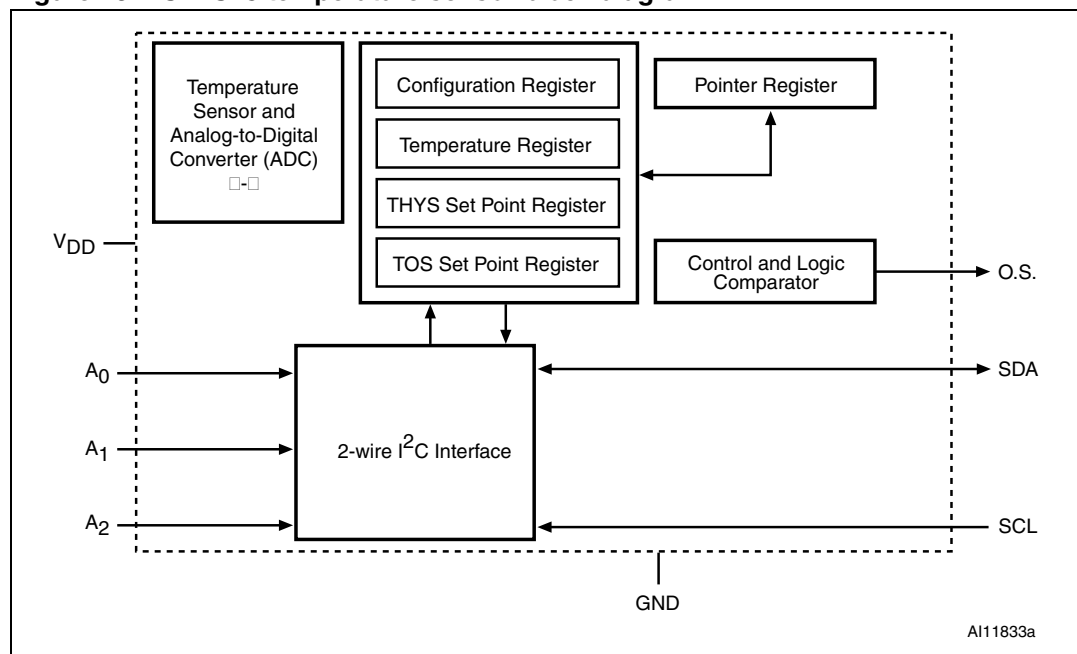 Temperature
Sensor and
Analog-to-Digital
Converter (ADC)
□-□
Configuration Register
Temperature Register
THYS Set Point Register
TOS Set Point Register
Pointer Register
Control and Logic
Comparator
VDD
O.S.
A0
SDA
A1
2-wire I2C Interface
A2
SCL
GND
AI11833a